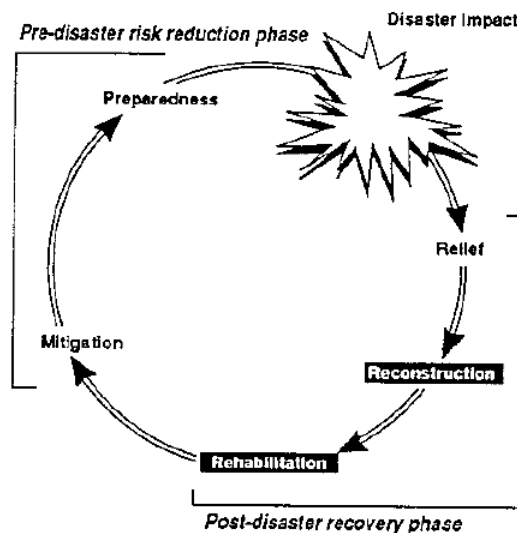 Disaster Impact
Pre-disaster risk reduction phase
Preparedness
Relief
Mitigation
Reconstruction
Rehabilitation
Post-disaster recovery phase